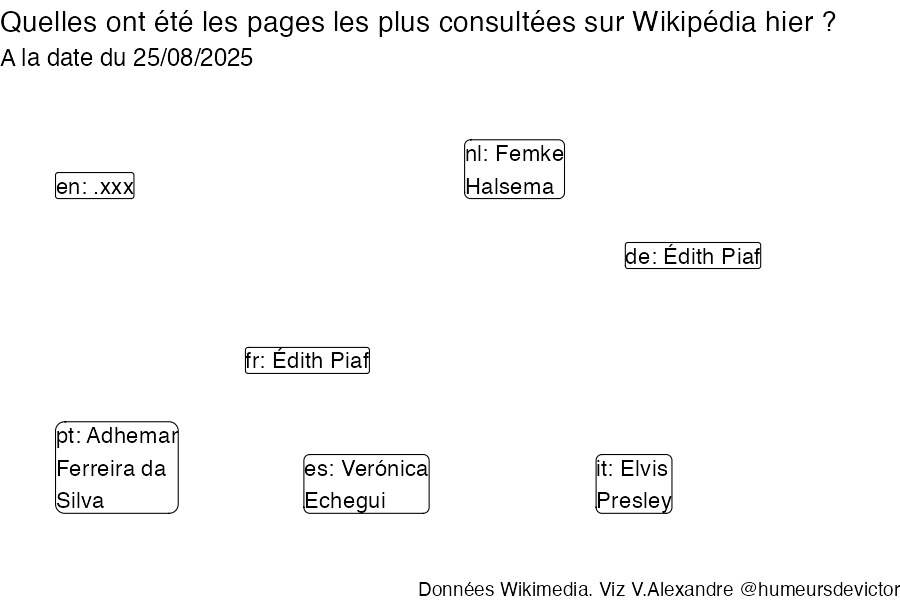 Quelles ont été les pages les plus consultées sur Wikipédia hier ?
A la date du 25/08/2025
nl: Femke
Halsema
en: .xxx
de: Édith Piaf
fr: Édith Piaf
pt: Adhemar
Ferreira da
Silva
es: Verónica
Echegui
it: Elvis
Presley
Données Wikimedia. Viz V.Alexandre @humeursdevictor